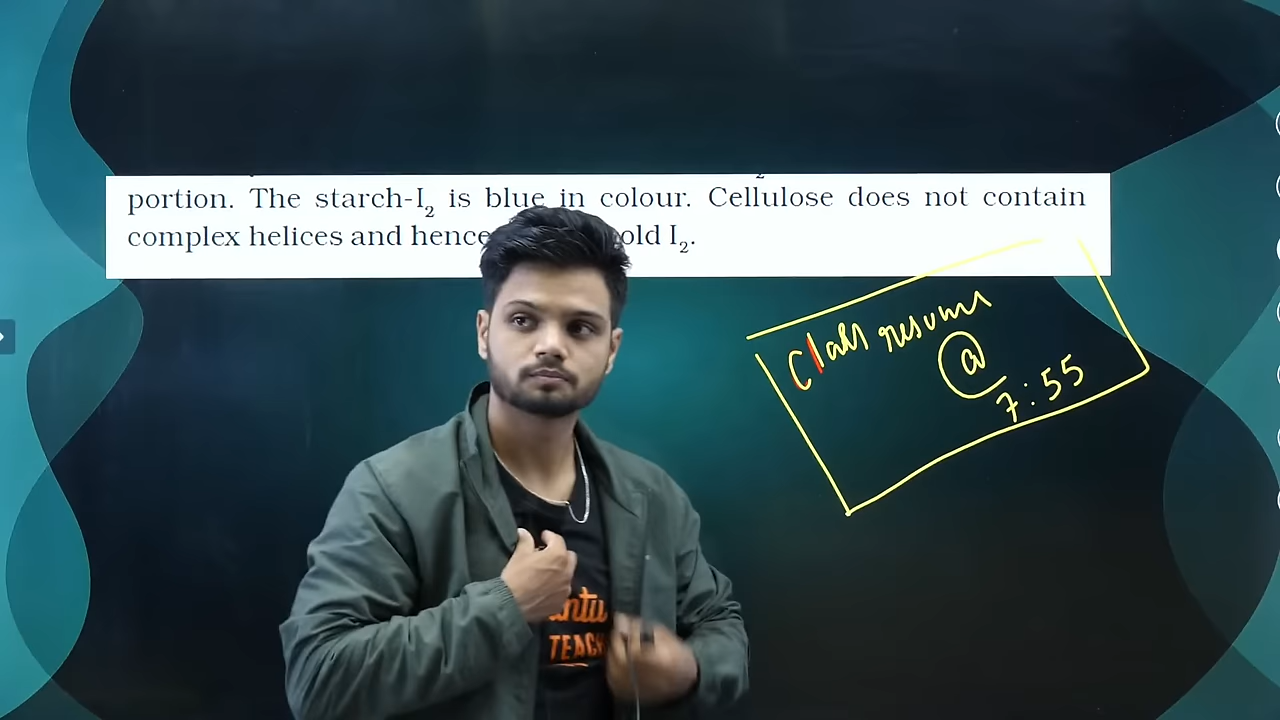 portion. The starch-I₂ is blue in colour. Cellulose does not contain
complex helices and hence old I₂.
Class resume
@
7:55
TEACH